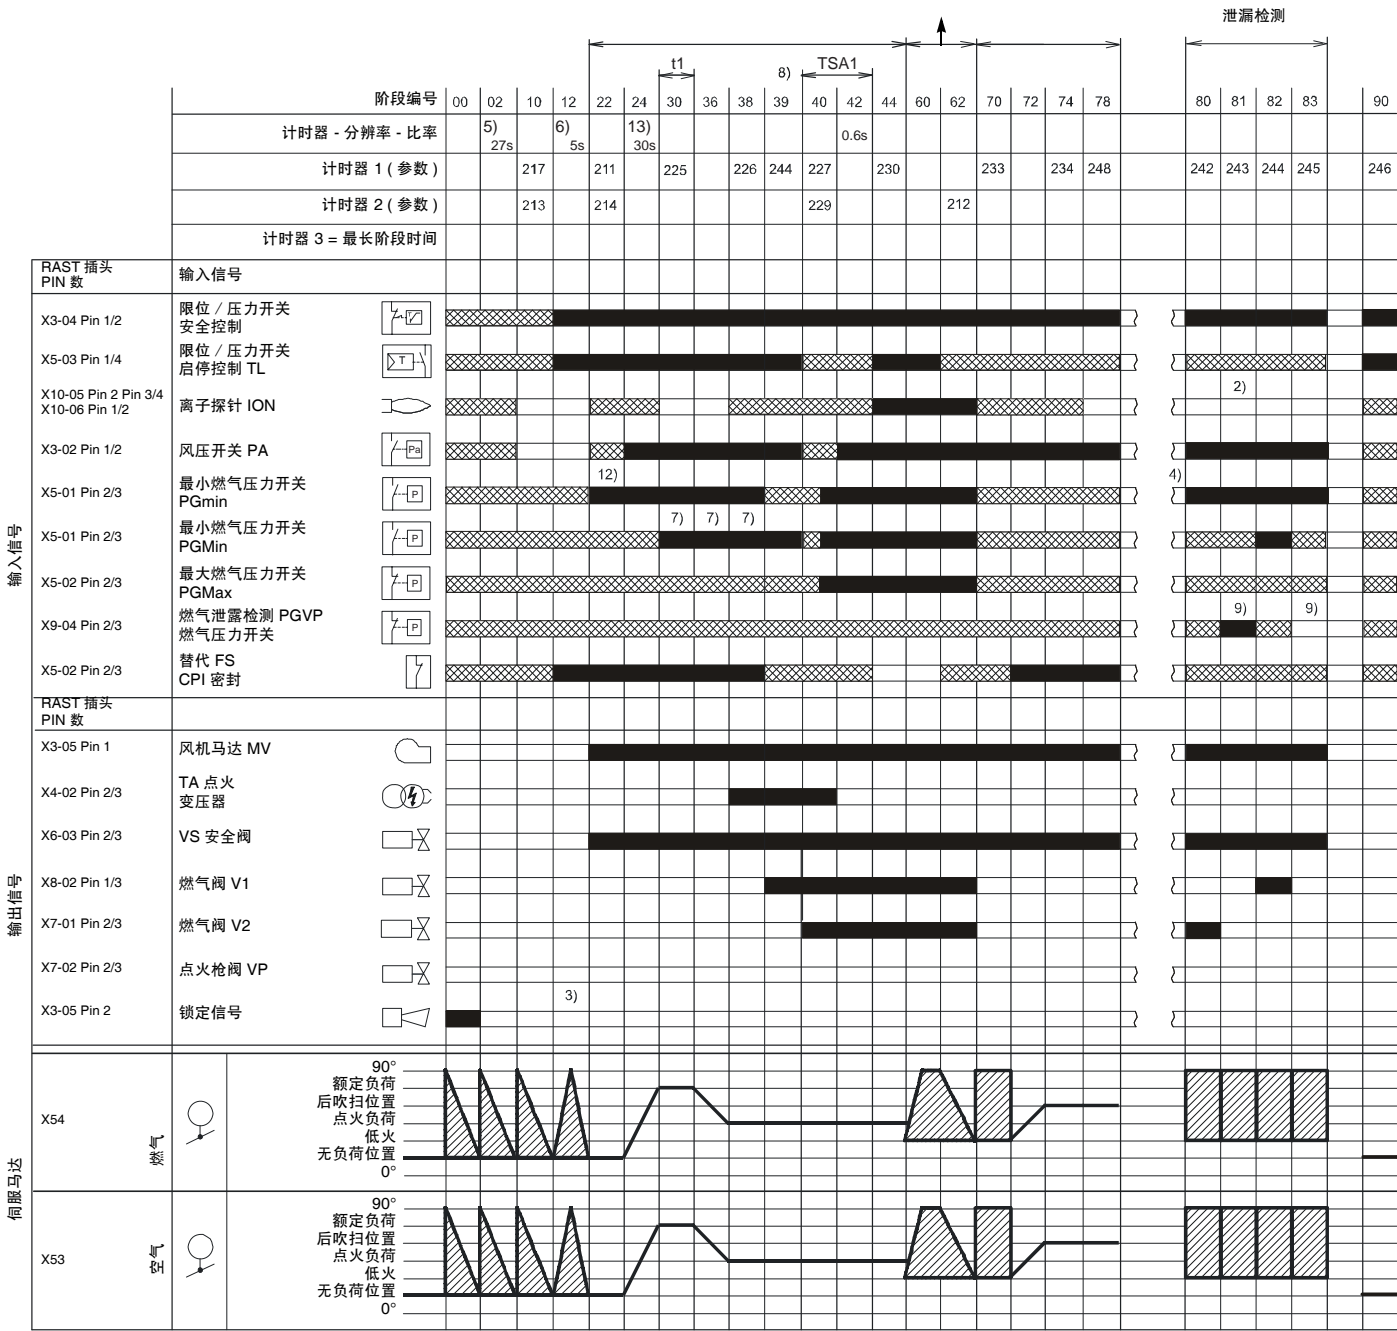 泄漏检测
t1
8)
TSA1
阶段编号 00 02 10 12 22 24 30 36 38 39 40 42 44 60 62 70 72 74 78 80 81 82 83 90
计时器 - 分辨率 - 比率 5) 27s 6) 5s 13) 30s 0.6s
计时器 1 ( 参数 ) 217 211 225 226 244 227 230 233 234 248 242 243 244 245 246
计时器 2 ( 参数 ) 213 214 229 212
计时器 3 = 最长阶段时间
RAST 插头
PIN 数
输入信号
输入信号
X3-04 Pin 1/2
限位 / 压力开关
安全控制
X5-03 Pin 1/4
限位 / 压力开关
启停控制 TL
T
2)
X10-05 Pin 2 Pin 3/4
X10-06 Pin 1/2
离子探针 ION
X3-02 Pin 1/2
风压开关 PA
Pa
12)
4)
X5-01 Pin 2/3
最小燃气压力开关
PGmin
P
7) 7) 7)
X5-01 Pin 2/3
最小燃气压力开关
PGMin
P
X5-02 Pin 2/3
最大燃气压力开关
PGMax
P
9) 9)
X9-04 Pin 2/3
燃气泄露检测 PGVP
燃气压力开关
P
X5-02 Pin 2/3
替代 FS
CPI 密封
RAST 插头
PIN 数
输出信号
X3-05 Pin 1
风机马达 MV
X4-02 Pin 2/3
TA 点火
变压器
X6-03 Pin 2/3
VS 安全阀
X8-02 Pin 1/3
燃气阀 V1
X7-01 Pin 2/3
燃气阀 V2
X7-02 Pin 2/3
点火枪阀 VP
3)
X3-05 Pin 2
锁定信号
伺服马达
X54
燃气
90°
额定负荷
后吹扫位置
点火负荷
低火
无负荷位置
0°
X53
空气
90°
额定负荷
后吹扫位置
点火负荷
低火
无负荷位置
0°